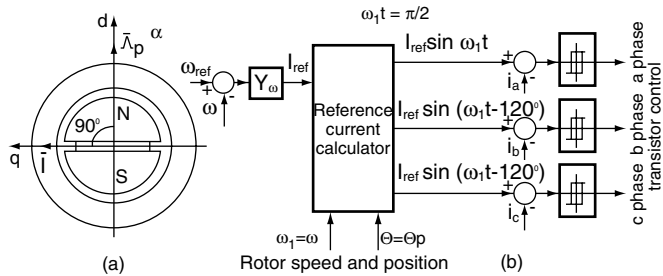 d
Λ̄p
α
90°
N
S
q
Ī
(a)
ω1t = π/2
ωref
+
-
ω
Yω
Iref
Reference
current
calculator
ω1=ω
Θ=Θp
Rotor speed and position
Iref sin ω1t
+
ia
-
Iref sin (ω1t-120°)
+
ib
-
Iref sin (ω1t-120°)
+
ic
-
(b)
a phase
b phase
c phase
transistor control